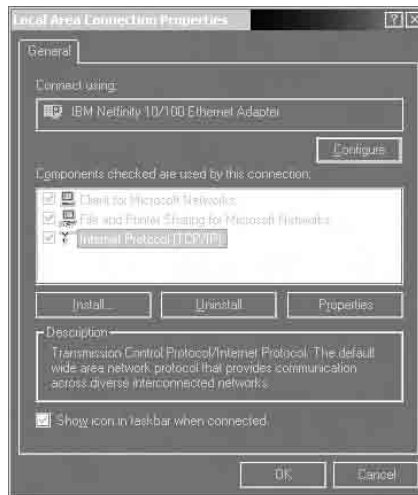 Local Area Connection Properties
General
Connect using:
IBM Netfinity 10/100 Ethernet Adapter
Configure
Components checked are used by this connection:
Client for Microsoft Networks
File and Printer Sharing for Microsoft Networks
Internet Protocol (TCP/IP)
Install... Uninstall Properties
Description
Transmission Control Protocol/Internet Protocol. The default
wide area network protocol that provides communication
across diverse interconnected networks.
Show icon in taskbar when connected
OK Cancel